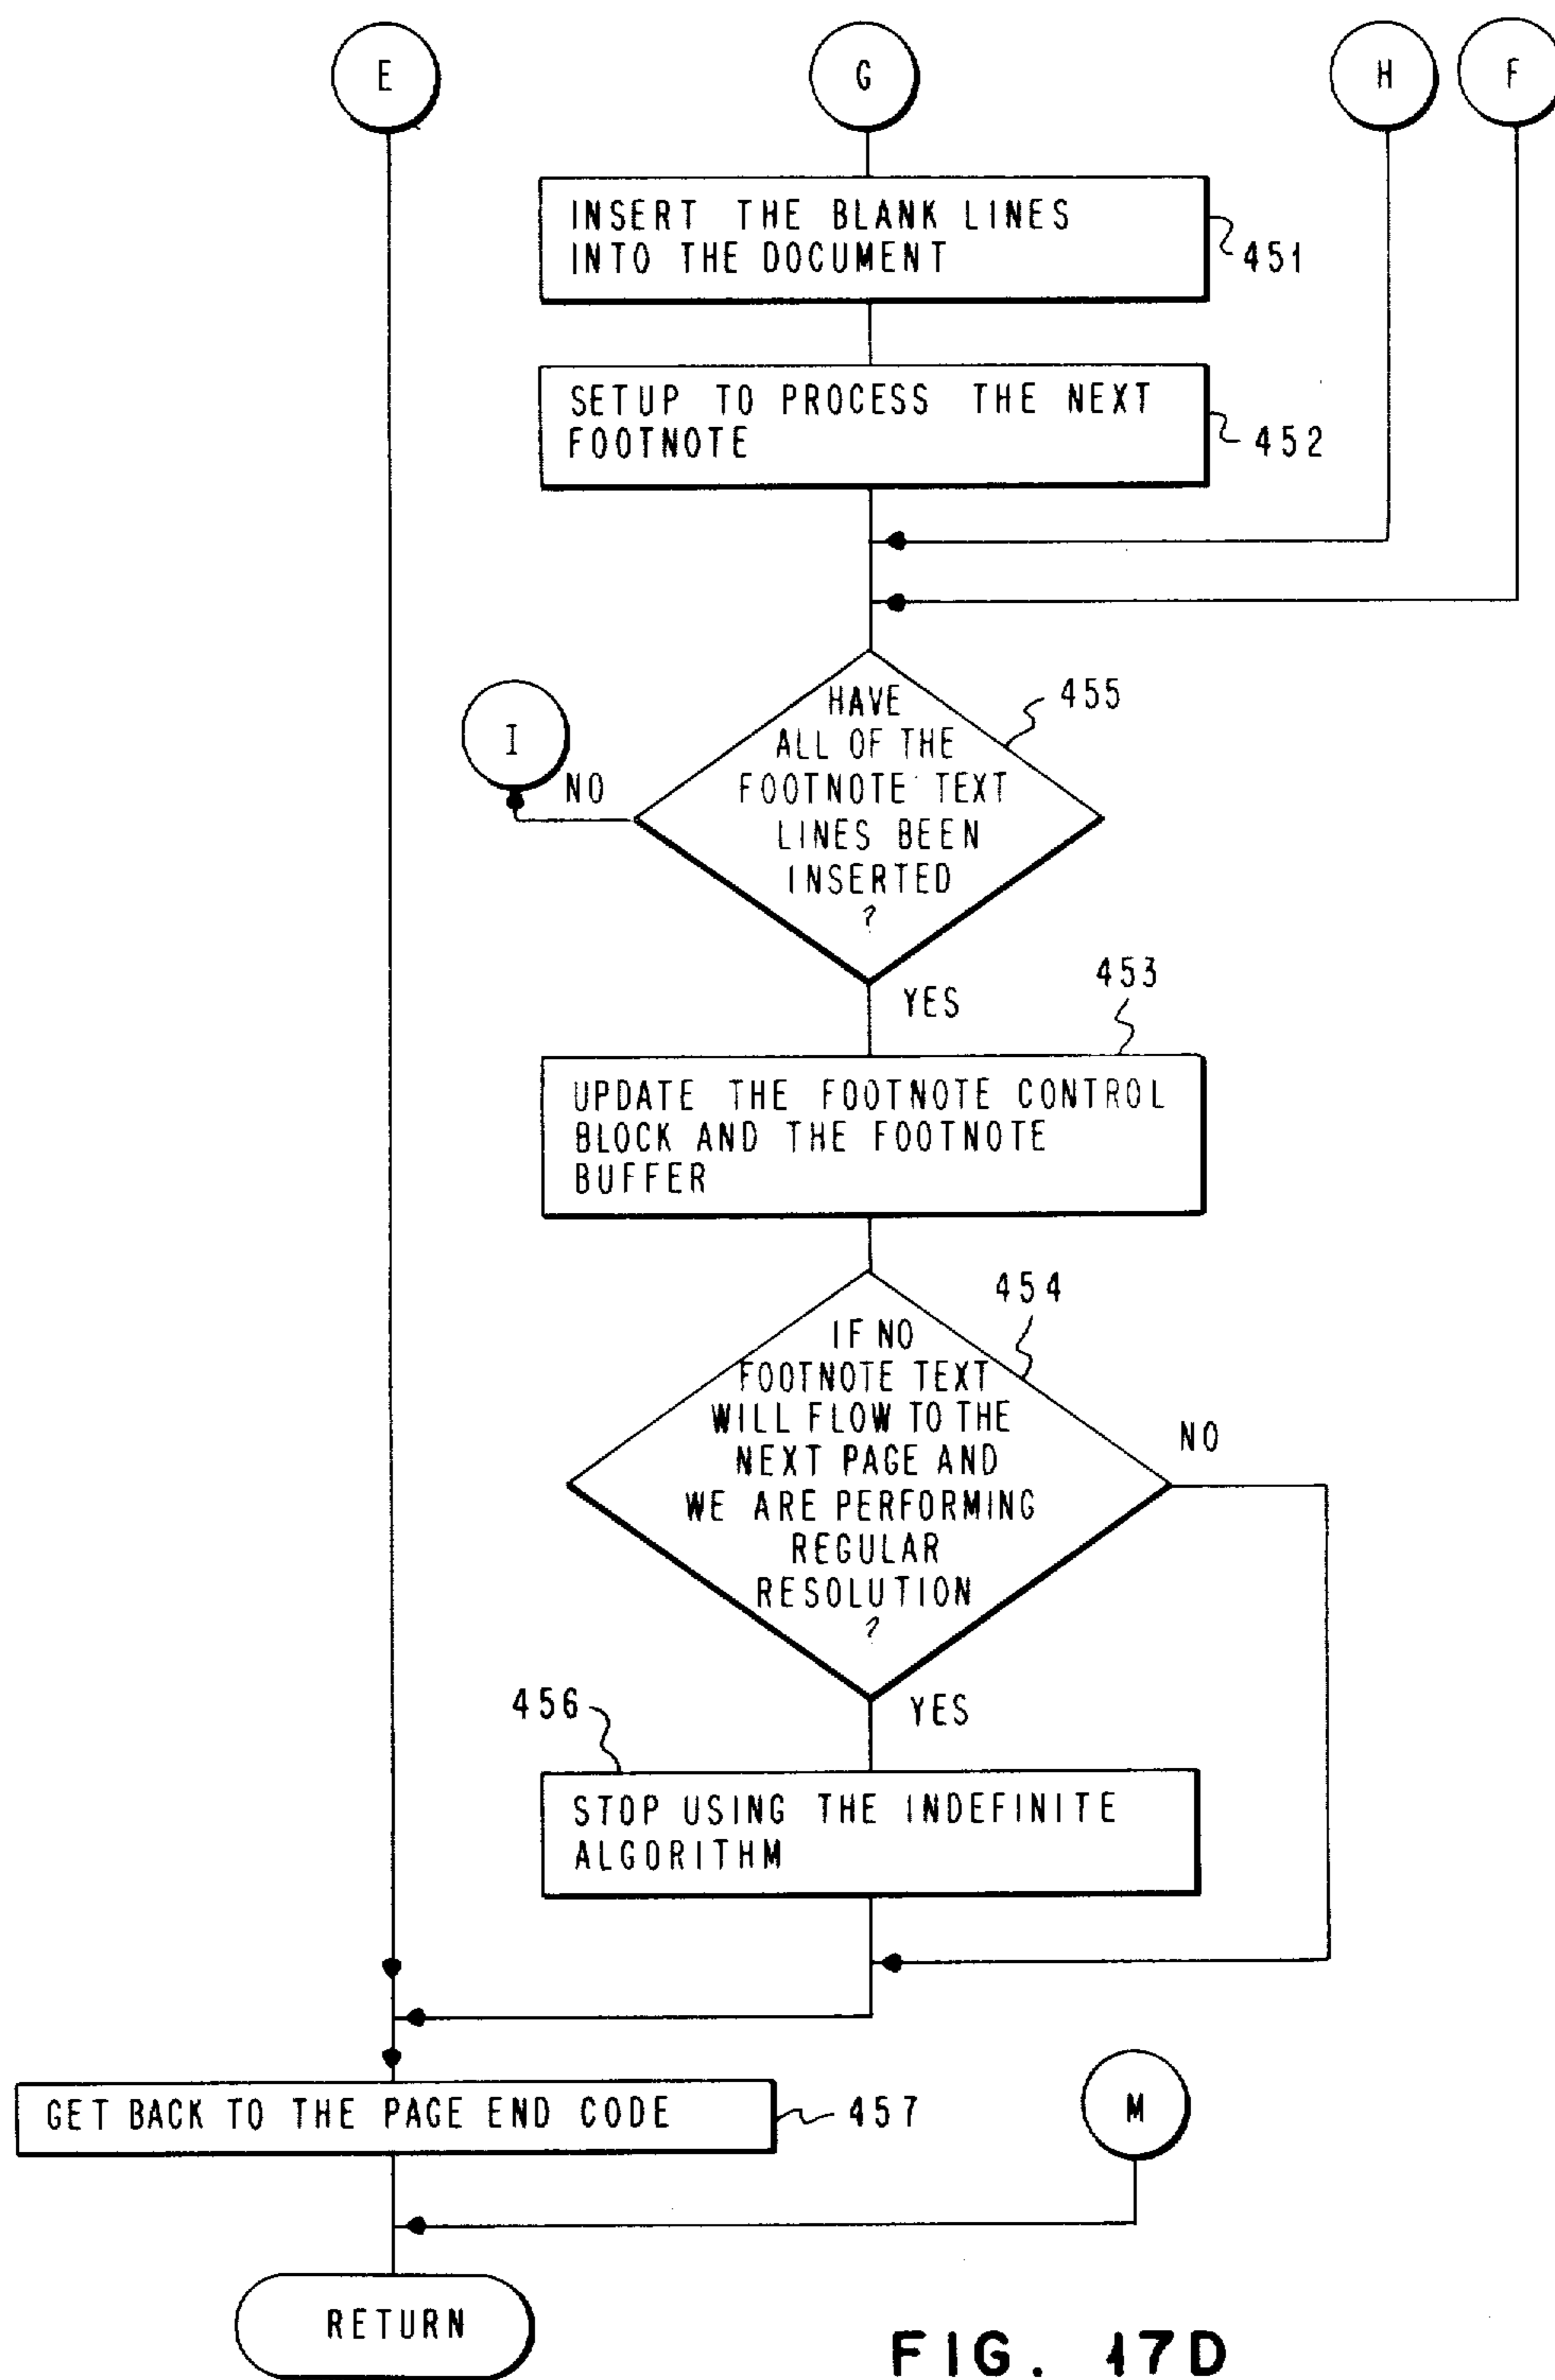 E
G
H
F
INSERT THE BLANK LINES
INTO THE DOCUMENT
451
SETUP TO PROCESS THE NEXT
FOOTNOTE
452
455
HAVE
ALL OF THE
FOOTNOTE TEXT
LINES BEEN
INSERTED
?
I
NO
YES
453
UPDATE THE FOOTNOTE CONTROL
BLOCK AND THE FOOTNOTE
BUFFER
454
IF NO
FOOTNOTE TEXT
WILL FLOW TO THE
NEXT PAGE AND
WE ARE PERFORMING
REGULAR
RESOLUTION
?
NO
YES
456
STOP USING THE INDEFINITE
ALGORITHM
GET BACK TO THE PAGE END CODE
457
M
RETURN
FIG. 17D